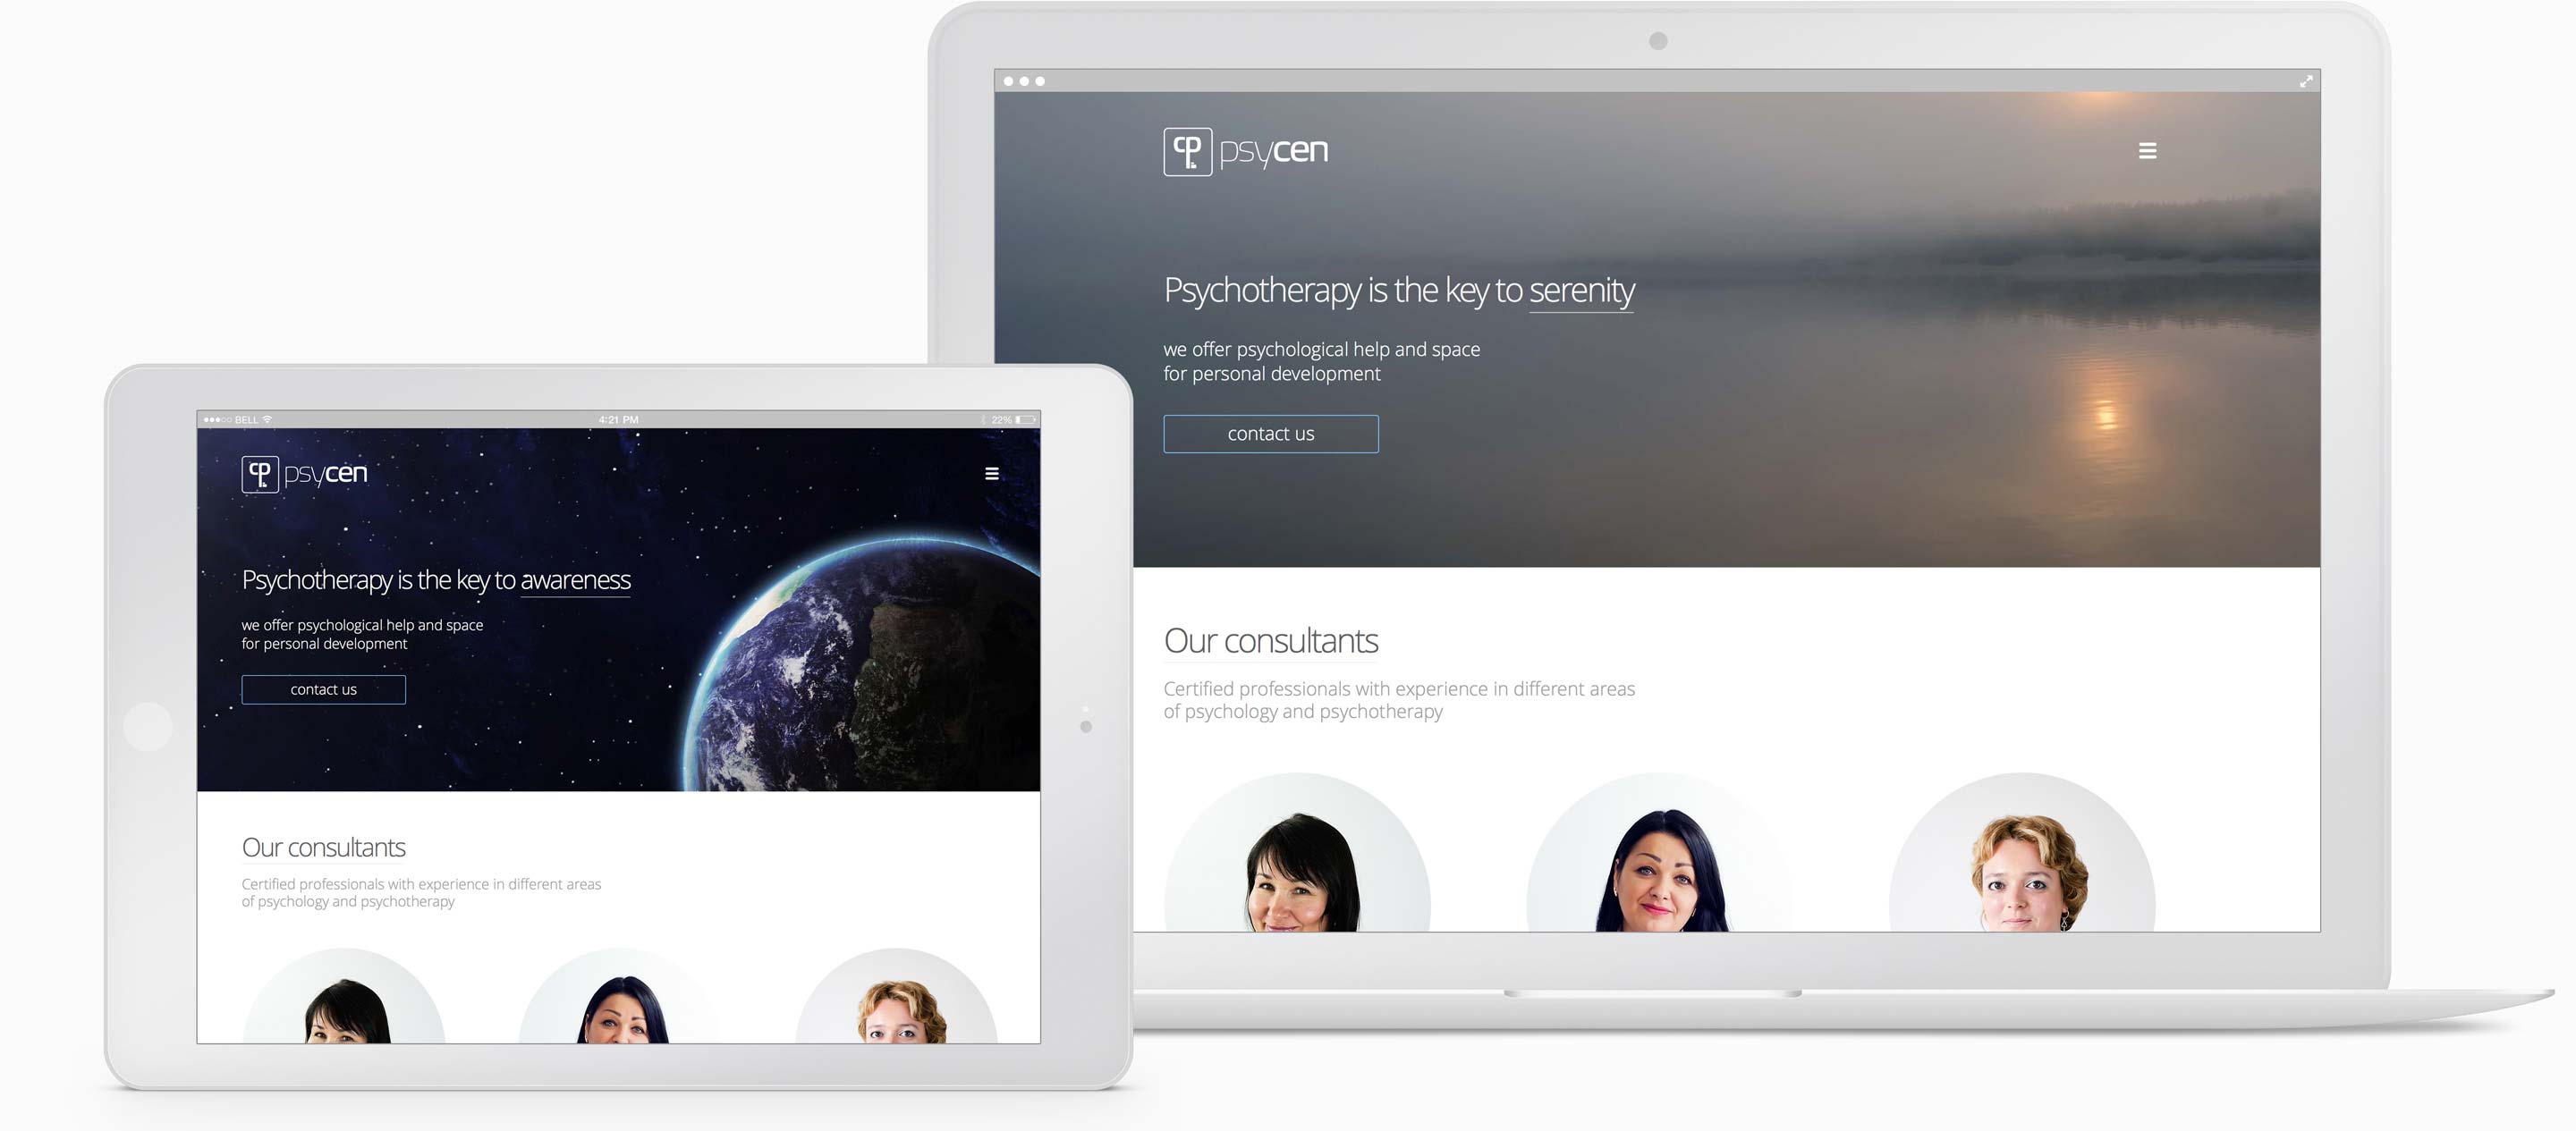 cp psycen
Psychotherapy is the key to serenity
we offer psychological help and space
for personal development
contact us
Our consultants
Certified professionals with experience in different areas
of psychology and psychotherapy
BELL
4:21 PM
22%
cp psycen
Psychotherapy is the key to awareness
we offer psychological help and space
for personal development
contact us
Our consultants
Certified professionals with experience in different areas
of psychology and psychotherapy